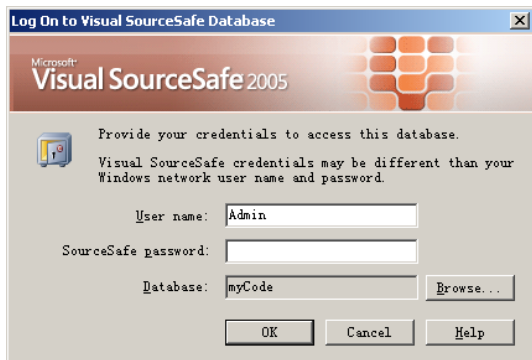 Log On to Visual SourceSafe Database
Microsoft®
Visual SourceSafe 2005
Provide your credentials to access this database.
Visual SourceSafe credentials may be different than your
Windows network user name and password.
User name: Admin
SourceSafe password:
Database: myCode Browse...
OK Cancel Help